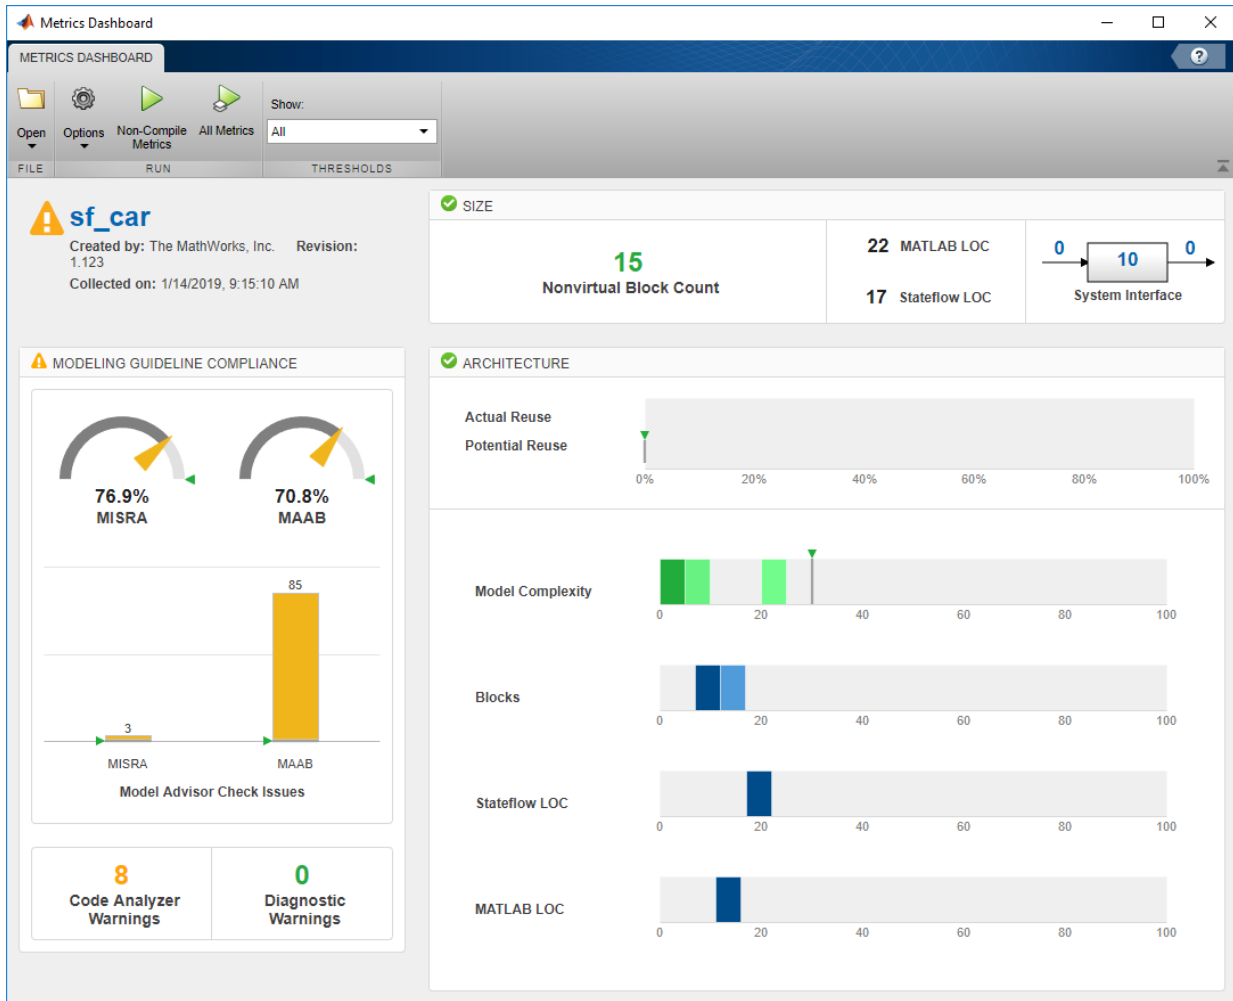 Metrics Dashboard
METRICS DASHBOARD
?
Open
Options
Non-Compile
Metrics
All Metrics
Show:
All
FILE
RUN
THRESHOLDS
sf_car
Created by: The MathWorks, Inc. Revision:
1.123
Collected on: 1/14/2019, 9:15:10 AM
SIZE
15
Nonvirtual Block Count
22 MATLAB LOC
17 Stateflow LOC
0
10
0
System Interface
MODELING GUIDELINE COMPLIANCE
76.9%
MISRA
70.8%
MAAB
85
3
MISRA
MAAB
Model Advisor Check Issues
8
Code Analyzer
Warnings
0
Diagnostic
Warnings
ARCHITECTURE
Actual Reuse
Potential Reuse
0% 20% 40% 60% 80% 100%
Model Complexity
0 20 40 60 80 100
Blocks
0 20 40 60 80 100
Stateflow LOC
0 20 40 60 80 100
MATLAB LOC
0 20 40 60 80 100